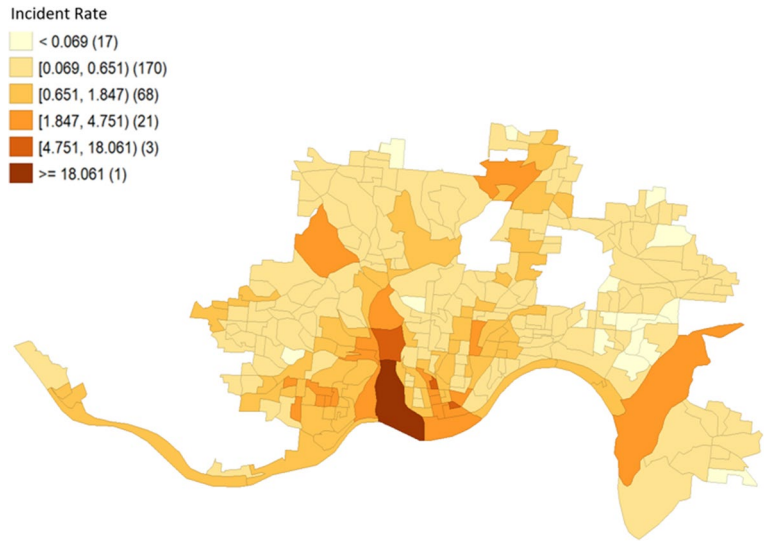 Incident Rate
< 0.069 (17)
[0.069, 0.651) (170)
[0.651, 1.847) (68)
[1.847, 4.751) (21)
[4.751, 18.061) (3)
>= 18.061 (1)